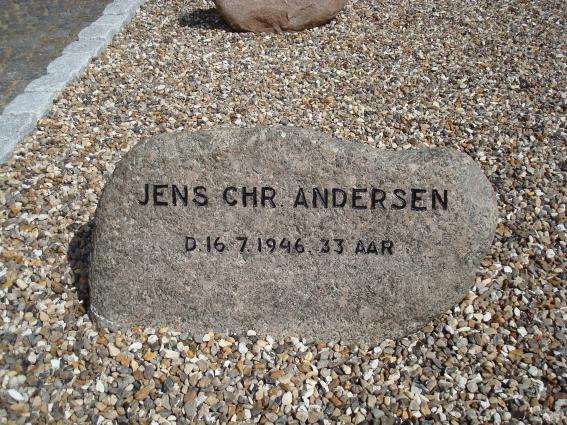 JENS CHR. ANDERSEN
D. 16. 7. 1946. 33 AAR